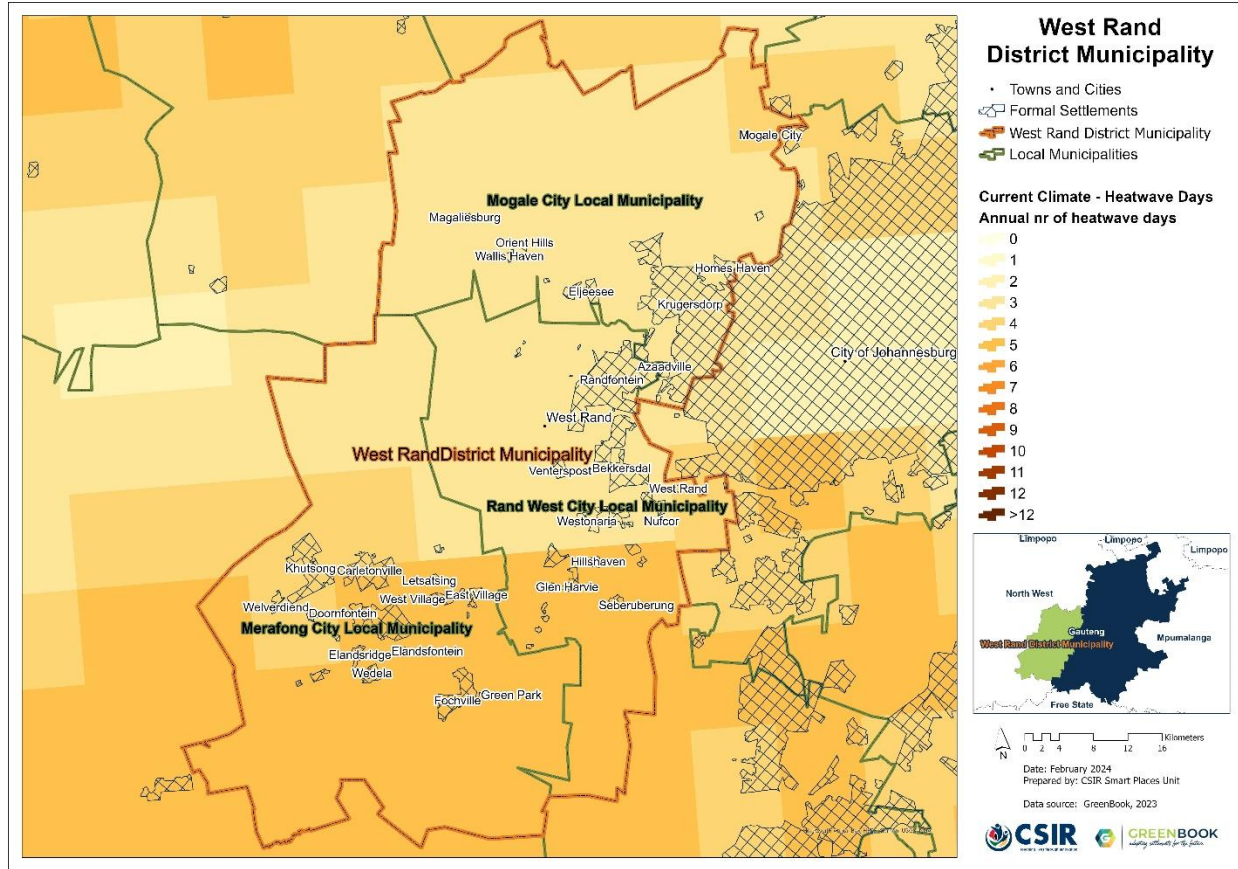 West Rand
District Municipality
Towns and Cities
Formal Settlements
West Rand District Municipality
Local Municipalities
Current Climate - Heatwave Days
Annual nr of heatwave days
0
1
2
3
4
5
6
7
8
9
10
11
12
>12
Mogale City
Mogale City Local Municipality
Magaliesburg
Orient Hills
Wallis Haven
Homes Haven
Eljeesee
Krugersdorp
City of Johannesburg
Azaadville
Randfontein
West Rand
West RandDistrict Municipality
Venterspost
Bekkersdal
West Rand
Rand West City Local Municipality
Westonaria
Nufcor
Hillshaven
Khutsong
Carletonville
Letsatsing
Glen Harvie
West Village
East Village
Seberuberung
Welverdiend
Doornfontein
Merafong City Local Municipality
Elandsridge
Elandsfontein
Wedela
Fochville
Green Park
Limpopo
Limpopo
Limpopo
North West
Gauteng
Mpumalanga
West Rand District Municipality
Free State
N
Kilometers
0 2 4 8 12 16
Date: February 2024
Prepared by: CSIR Smart Places Unit
Data source: GreenBook, 2023
CSIR
GREENBOOK
adapting settlements for the future